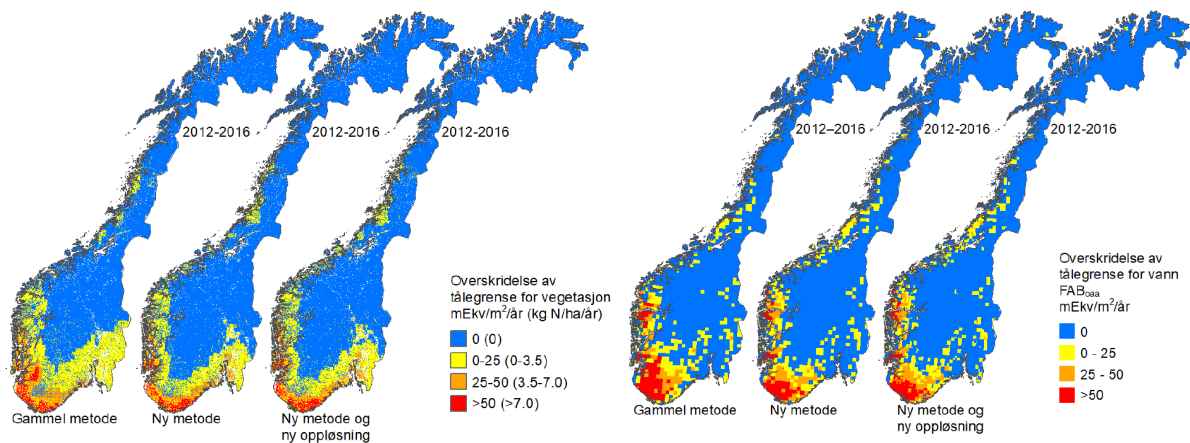 2012-2016
2012-2016
2012-2016
Gammel metode
Ny metode
Ny metode og
ny oppløsning
Overskridelse av
tålegrense for vegetasjon
mEkv/m²/år (kg N/ha/år)
0 (0)
0-25 (0-3.5)
25-50 (3.5-7.0)
>50 (>7.0)
2012–2016
2012-2016
2012-2016
Gammel metode
Ny metode
Ny metode og
ny oppløsning
Overskridelse av
tålegrense for vann
FAB₀ₐₐ
mEkv/m²/år
0
0 - 25
25 - 50
>50